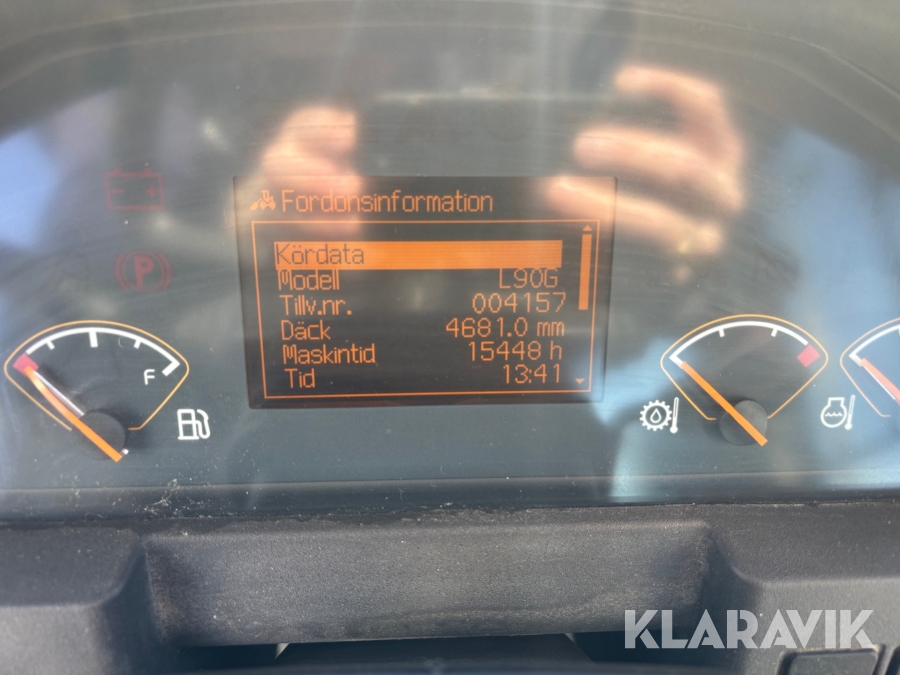 Fordonsinformation
Kördata
Modell L90G
Tillv.nr. 004157
Däck 4681.0 mm
Maskintid 15448 h
Tid 13:41
P
F
KLARAVIK